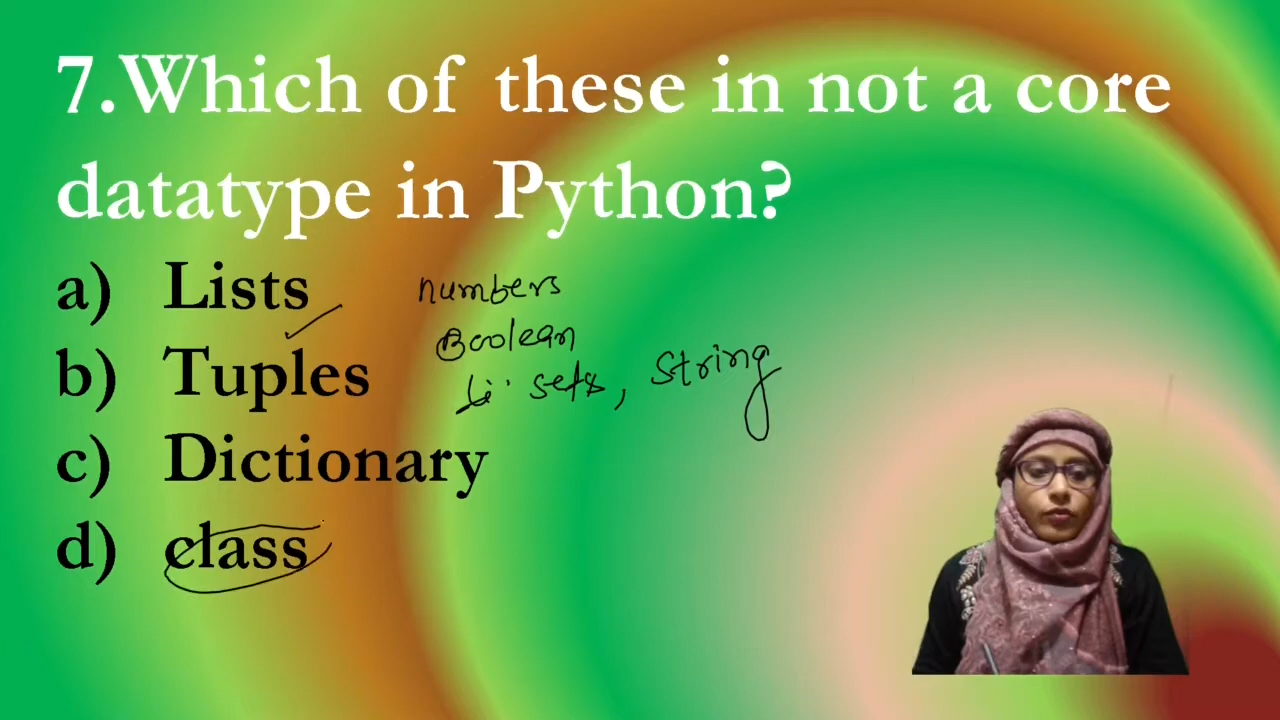 7.Which of these in not a core
datatype in Python?
a) Lists
numbers
Boolean
b) Tuples
sets, String
c) Dictionary
d) class